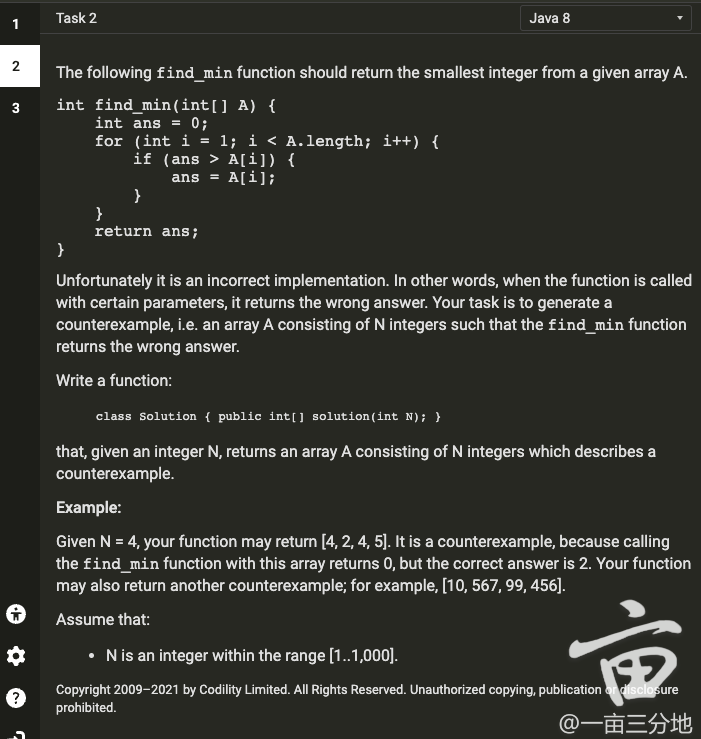 1
2
3
Task 2
Java 8
The following find_min function should return the smallest integer from a given array A.
int find_min(int[] A) {
    int ans = 0;
    for (int i = 1; i < A.length; i++) {
        if (ans > A[i]) {
            ans = A[i];
        }
    }
    return ans;
}
Unfortunately it is an incorrect implementation. In other words, when the function is called
with certain parameters, it returns the wrong answer. Your task is to generate a
counterexample, i.e. an array A consisting of N integers such that the find_min function
returns the wrong answer.
Write a function:
class Solution { public int[] solution(int N); }
that, given an integer N, returns an array A consisting of N integers which describes a
counterexample.
Example:
Given N = 4, your function may return [4, 2, 4, 5]. It is a counterexample, because calling
the find_min function with this array returns 0, but the correct answer is 2. Your function
may also return another counterexample; for example, [10, 567, 99, 456].
Assume that:
• N is an integer within the range [1..1,000].
Copyright 2009–2021 by Codility Limited. All Rights Reserved. Unauthorized copying, publication or disclosure
prohibited.
?
亩
@一亩三分地